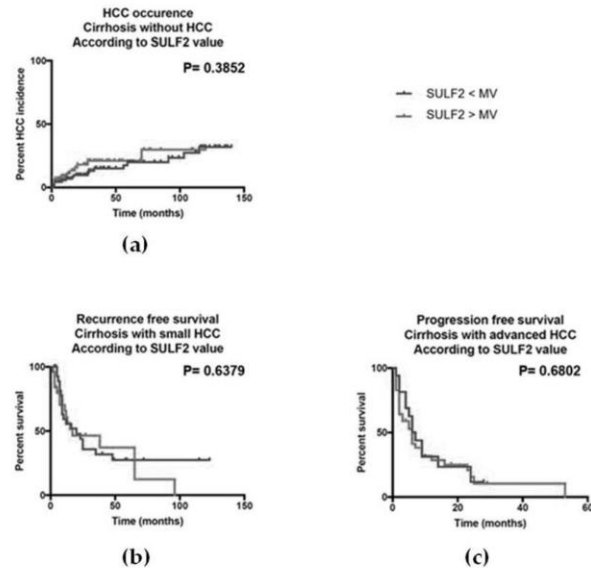 HCC occurence
Cirrhosis without HCC
According to SULF2 value
P= 0.3852
SULF2 < MV
SULF2 > MV
Percent HCC incidence
100
50
0
0
50
100
150
Time (months)
(a)
Recurrence free survival
Cirrhosis with small HCC
According to SULF2 value
P= 0.6379
Percent survival
100
50
0
0
50
100
150
Time (months)
(b)
Progression free survival
Cirrhosis with advanced HCC
According to SULF2 value
P= 0.6802
Percent survival
100
50
0
0
20
40
60
Time (months)
(c)